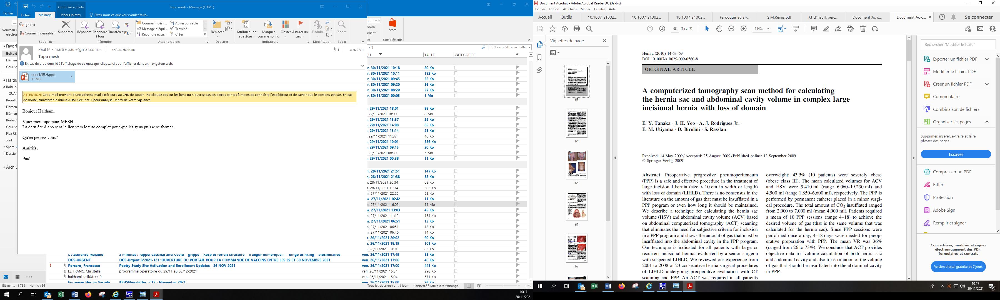 Outils Pièce jointe
Topo mesh - Message (HTML)
Fichier
Fichier
Message
Pièces jointes
Dites-nous ce que vous voulez faire..
Ignorer
Courrier indésirable
Supprimer
Répondre
Répondre à tous
Transférer
Courrier indésir...
Message d'équi...
Répondre et su...
Au responsable
Terminé
Créer
Déplacer
Attribuer une stratégie
Marquer comme non lu
Classer
Assurer un suivi
Traduire
Zoom
Store
Supprimer
Répondre
Actions rapides
Déplacer
Indicateurs
Modification
Zoom
Compléments
Paul M <martre.paul@gmail.com>
KHALIL, Haitham
1
sam. 27/11
Topo mesh
En cas de problème lié à l'affichage de ce message, cliquez ici pour l'afficher dans un navigateur web.
topo MESH.pptx
11 MB
ATTENTION: Cet e-mail provient d'une adresse mail extérieure au CHU de Rouen. Ne cliquez pas sur les liens ou n'ouvrez pas les pièces jointes à moins de connaître l'expéditeur et de savoir que le contenu est sûr. En cas
de doute, transférer le mail à « DSI, Sécurité » pour analyse. Merci de votre vigilance
Bonjour Haitham,
Voici mon topo pour MESH.
La dernière diapo sera le lien vers le tuto complet pour que les gens puisse se former.
Qu'en pensez vous?
Amitiés,
Paul
Boîte aux lettres actuelle
TAILLE
CATÉGORIES
r. 30/11/2021 10:18 80 Ko
r. 30/11/2021 10:11 192 Ko
r. 30/11/2021 09:45 32 Ko
r. 30/11/2021 09:20 36 Ko
r. 30/11/2021 08:29 27 Ko
r. 30/11/2021 00:05 1 Mo
. 29/11/2021 18:01 98 Ko
. 29/11/2021 18:00 8 Mo
. 29/11/2021 15:57 29 Ko
. 29/11/2021 14:08 65 Ko
. 29/11/2021 13:14 25 Ko
. 29/11/2021 11:37 46 Ko
. 29/11/2021 10:01 336 Ko
. 29/11/2021 09:15 20 Ko
. 29/11/2021 08:39 5 Mo
. 29/11/2021 00:38 11 Ko
n. 28/11/2021 21:51 147 Ko
n. 28/11/2021 21:38 58 Ko
n. 28/11/2021 20:34 68 Ko
n. 28/11/2021 12:34 302 Ko
n. 27/11/2021 22:25 53 Ko
n. 27/11/2021 16:42 11 Ko
n. 27/11/2021 16:05 11 Mo
n. 27/11/2021 13:03 45 Ko
n. 27/11/2021 11:12 154 Ko
n. 27/11/2021 06:51 12 Ko
n. 27/11/2021 06:51 13 Ko
n. 27/11/2021 06:46 14 Ko
n. 26/11/2021 20:02 60 Ko
n. 26/11/2021 18:19 101 Ko
. 26/11/2021 18:01 83 Ko
L'Assurance Maladie 3 minutes : rappel vaccinal anti-Covid – grippe – Rosp et forfait structure – « Ségur numérique » – binge drinking – biosimilaires ven. 26/11/2021 17:49 53 Ko
DGS-URGENT DGS-Urgent n°2021-121 :OUVERTURE DU PORTAIL POUR LA COMMANDE DE VACCINS ENTRE LES 29 ET 30 NOVEMBRE 2021 ven. 26/11/2021 17:06 46 Ko
Porcaro, Francesco Poetry Study Site Activation and Enrollment Updates - 26 NOV 2021 ven. 26/11/2021 17:00 441 Ko
LE FRANC, Christelle programme opératoire du 29/11 au 03/12/2021 ven. 26/11/2021 15:34 298 Ko
haithamkhalil@free.fr ven. 26/11/2021 15:04 571 Ko
European Hernia Society #EHSNewsletter nº15 - November 2021 ven. 26/11/2021 15:00 26 Ko
Éléments : 1 768 Non lu : 36
Tous les dossiers sont à jour. Connecté à Microsoft Exchange
10 %
10:17
30/11/2021
Document Acrobat - Adobe Acrobat Reader DC (32-bit)
Fichier Edition Affichage Signer Fenêtre Aide
Accueil Outils 10.1007_s1002... 10.1007_s1002... 10.1007_s1002... Farooque_et_al-... G.M.Reims.pdf KT d'insuff. perc... Document Acro... Document Acro... Se connecter
63 (1 sur 7) 114%
Vignettes de page
63
64
65
66
67
Hernia (2010) 14:63–69
DOI 10.1007/s10029-009-0560-8
ORIGINAL ARTICLE
A computerized tomography scan method for calculating
the hernia sac and abdominal cavity volume in complex large
incisional hernia with loss of domain
E. Y. Tanaka · J. H. Yoo · A. J. Rodrigues Jr. ·
E. M. Utiyama · D. Birolini · S. Rasslan
Received: 14 May 2009 / Accepted: 25 August 2009 / Published online: 12 September 2009
© Springer-Verlag 2009
Abstract Preoperative progressive pneumoperitoneum
(PPP) is a safe and effective procedure in the treatment of
large incisional hernia (size > 10 cm in width or length)
with loss of domain (LIHLD). There is no consensus in the
literature on the amount of gas that must be insufflated in a
PPP program or even how long it should be maintained.
We describe a technique for calculating the hernia sac
volume (HSV) and abdominal cavity volume (ACV) based
on abdominal computerized tomography (ACT) scanning
that eliminates the need for subjective criteria for inclusion
in a PPP program and shows the amount of gas that must be
insufflated into the abdominal cavity in the PPP program.
Our technique is indicated for all patients with large or
recurrent incisional hernias evaluated by a senior surgeon
with suspected LIHLD. We reviewed our experience from
2001 to 2008 of 23 consecutive hernia surgical procedures
of LIHLD undergoing preoperative evaluation with CT
scanning and PPP. An ACT was required in all patients
overweight; 43.5% (10 patients) were severely obese
(obese class III). The mean calculated volumes for ACV
and HSV were 9,410 ml (range 6,060–19,230 ml) and
4,500 ml (range 1,850–6,600 ml), respectively. The PPP is
performed by permanent catheter placed in a minor surgi-
cal procedure. The total amount of CO2 insufflated ranged
from 2,000 to 7,000 ml (mean 4,000 ml). Patients required
a mean of 10 PPP sessions (range 4–18) to achieve the
desired volume of gas (that is the same volume that was
calculated for the hernia sac). Since PPP sessions were
performed once a day, 4–18 days were needed for preop-
erative preparation with PPP. The mean VR was 36%
(ranged from 26 to 73%). We conclude that ACT provides
objective data for volume calculation of both hernia sac
and abdominal cavity and also for estimation of the volume
of gas that should be insufflated into the abdominal cavity
in PPP.
Rechercher "Modifier le texte"
Exporter un fichier PDF
Modifier le fichier PDF
Créer un fichier PDF
Commentaire
Combinaison de fichiers
Organiser les pages
Supprimer, insérer, extraire et faire
pivoter des pages
Essayer
Compresser un PDF
Biffer
Protection
Adobe Sign
Remplir et signer
Convertissez, modifiez et signez
électroniquement des PDF
formulaires et contrats
Version d'essai gratuite de 7 jours
10:17
30/11/2021